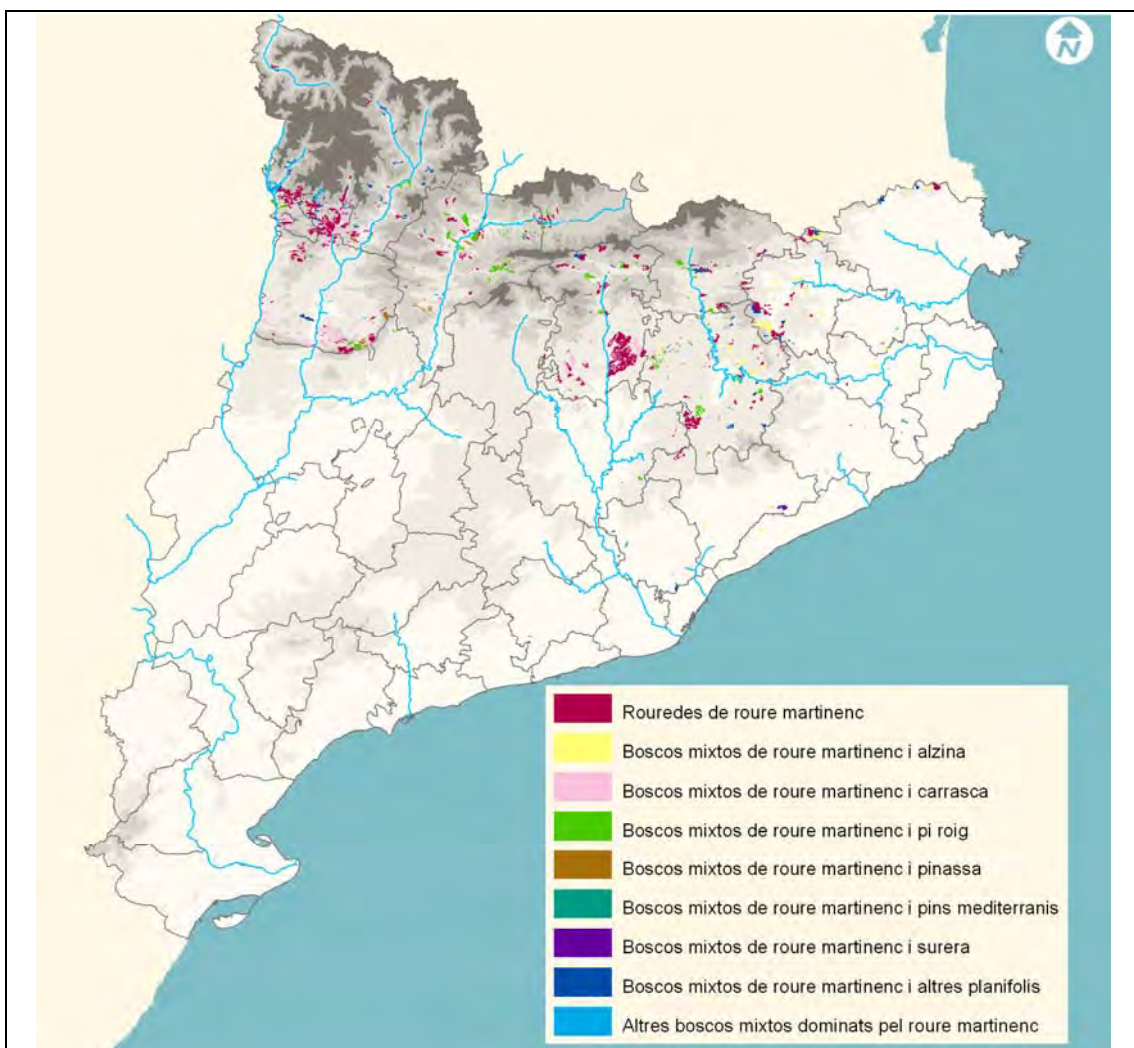 N
Rouredes de roure martinenc
Boscos mixtos de roure martinenc i alzina
Boscos mixtos de roure martinenc i carrasca
Boscos mixtos de roure martinenc i pi roig
Boscos mixtos de roure martinenc i pinassa
Boscos mixtos de roure martinenc i pins mediterranis
Boscos mixtos de roure martinenc i surera
Boscos mixtos de roure martinenc i altres planifolis
Altres boscos mixtos dominats pel roure martinenc